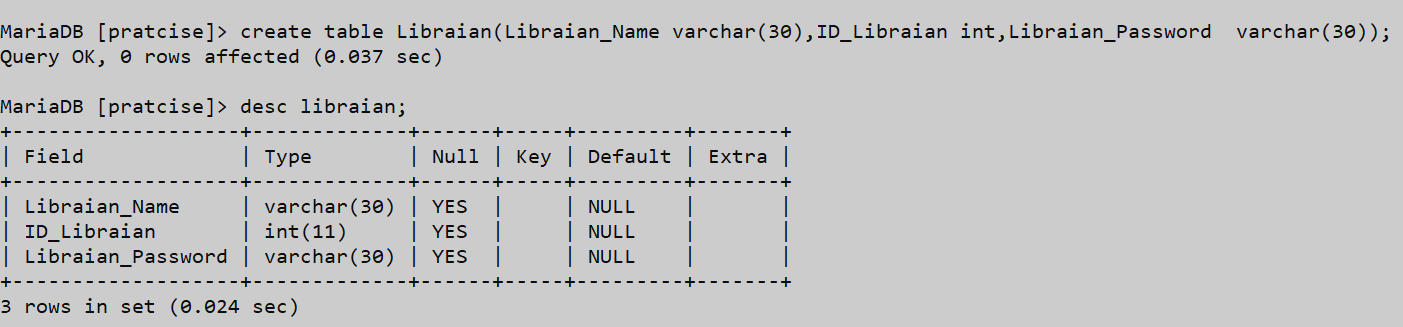 MariaDB [pratcise]> create table Libraian(Libraian_Name varchar(30),ID_Libraian int,Libraian_Password  varchar(30));
Query OK, 0 rows affected (0.037 sec)
MariaDB [pratcise]> desc libraian;
+-------------------+-------------+------+-----+---------+-------+
| Field             | Type        | Null | Key | Default | Extra |
+-------------------+-------------+------+-----+---------+-------+
| Libraian_Name     | varchar(30) | YES  |     | NULL    |       |
| ID_Libraian       | int(11)     | YES  |     | NULL    |       |
| Libraian_Password | varchar(30) | YES  |     | NULL    |       |
+-------------------+-------------+------+-----+---------+-------+
3 rows in set (0.024 sec)